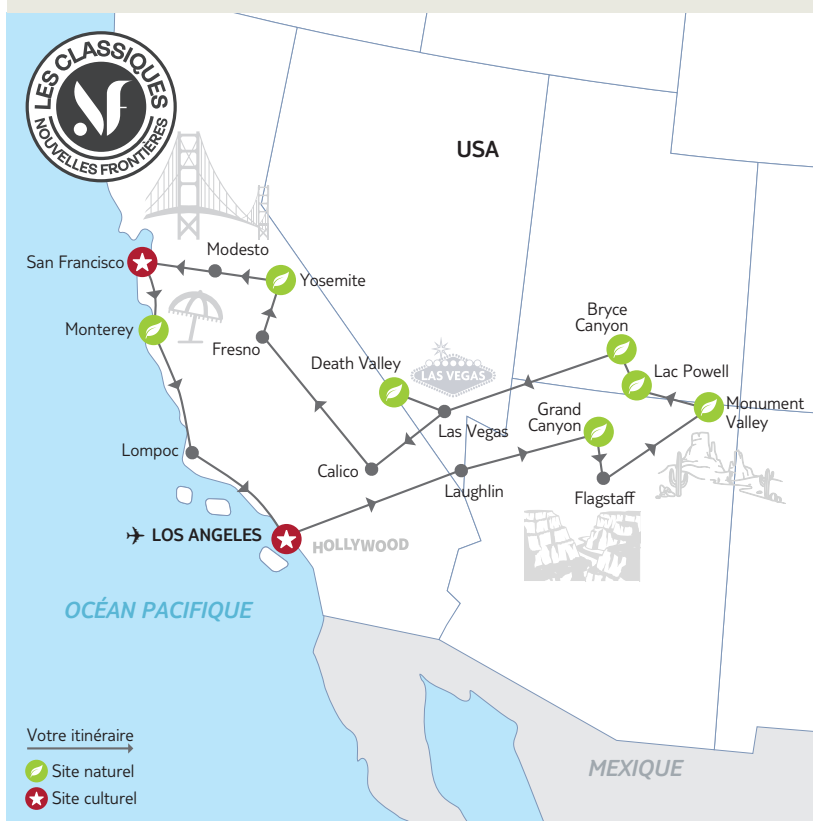 LES CLASSIQUES
NOUVELLES FRONTIÈRES
USA
San Francisco
Modesto
Yosemite
Monterey
Fresno
Death Valley
LAS VEGAS
Bryce
Canyon
Lac Powell
Grand
Canyon
Monument
Valley
Las Vegas
Lompoc
Calico
Laughlin
Flagstaff
LOS ANGELES
HOLLYWOOD
OCÉAN PACIFIQUE
Votre itinéraire
Site naturel
Site culturel
MEXIQUE